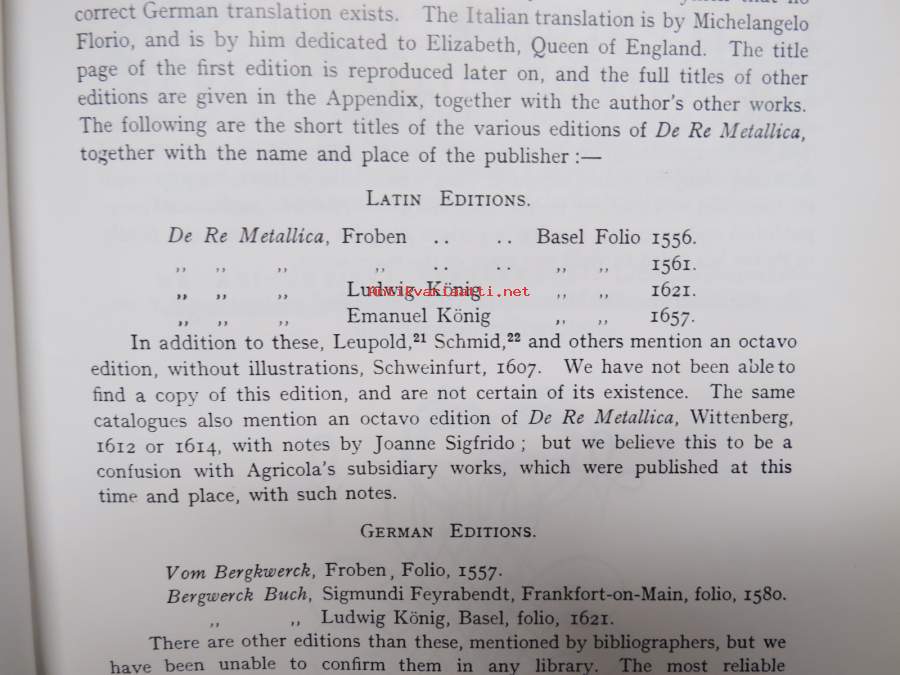 correct German translation exists. The Italian translation is by Michelangelo
Florio, and is by him dedicated to Elizabeth, Queen of England. The title
page of the first edition is reproduced later on, and the full titles of other
editions are given in the Appendix, together with the author's other works.
The following are the short titles of the various editions of De Re Metallica,
together with the name and place of the publisher :—
LATIN EDITIONS.
De Re Metallica, Froben .. .. Basel Folio 1556.
,, ,, ,, ,, .. .. ,, ,, 1561.
,, ,, ,, Ludwig König ,, ,, 1621.
antikvariaatti.net
,, ,, ,, Emanuel König ,, ,, 1657.
In addition to these, Leupold,²¹ Schmid,²² and others mention an octavo
edition, without illustrations, Schweinfurt, 1607. We have not been able to
find a copy of this edition, and are not certain of its existence. The same
catalogues also mention an octavo edition of De Re Metallica, Wittenberg,
1612 or 1614, with notes by Joanne Sigfrido ; but we believe this to be a
confusion with Agricola's subsidiary works, which were published at this
time and place, with such notes.
GERMAN EDITIONS.
Vom Bergkwerck, Froben, Folio, 1557.
Bergwerck Buch, Sigmundi Feyrabendt, Frankfort-on-Main, folio, 1580.
,, ,, Ludwig König, Basel, folio, 1621.
There are other editions than these, mentioned by bibliographers, but we
have been unable to confirm them in any library. The most reliable